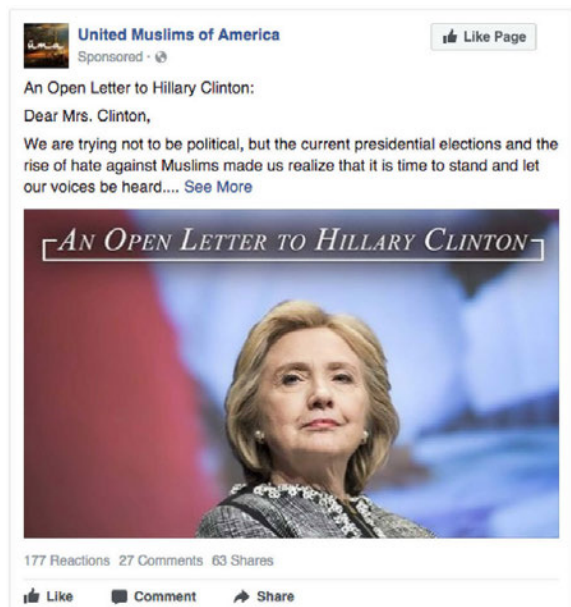 United Muslims of America
Like Page
Sponsored ·
An Open Letter to Hillary Clinton:
Dear Mrs. Clinton,
We are trying not to be political, but the current presidential elections and the
rise of hate against Muslims made us realize that it is time to stand and let
our voices be heard.... See More
AN OPEN LETTER TO HILLARY CLINTON
177 Reactions 27 Comments 63 Shares
Like Comment Share